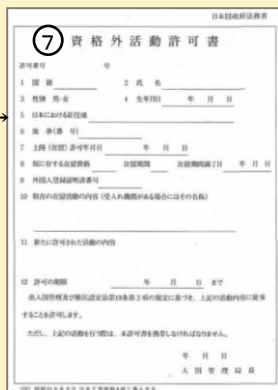 日本国政府法務省
⑦ 資格外活動許可書
許可番号 号
1 国籍 2 氏名
3 性別 男・女 4 生年月日 年 月 日
5 日本における居住地
6 旅券(番号)
7 上陸(在留)許可年月日 年 月 日
8 現に有する在留資格 在留期間 在留期間満了日 年 月 日
9 外国人登録証明書番号
10 現在の在留活動の内容(受入れ機関がある場合にはその名称)
11 新たに許可された活動の内容
12 許可の期限 年 月 日 まで
出入国管理及び難民認定法第19条第2項の規定に基づき、上記の活動内容に従事
することを許可します。
ただし、上記の活動を行う際は、本許可書を携帯しなければなりません。
年 月 日
入国管理局長